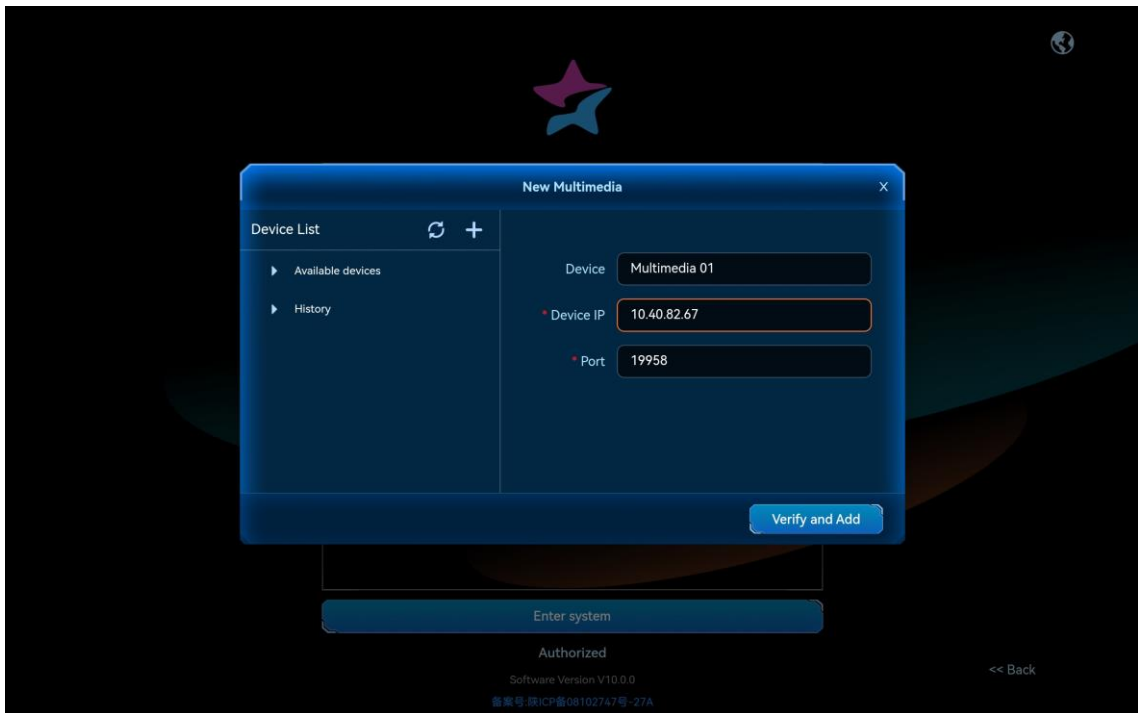 New Multimedia X
Device List
Available devices
History
Device Multimedia 01
* Device IP 10.40.82.67
* Port 19958
Verify and Add
Enter system
Authorized
Software Version V10.0.0
<< Back
备案号:陕ICP备08102747号-27A